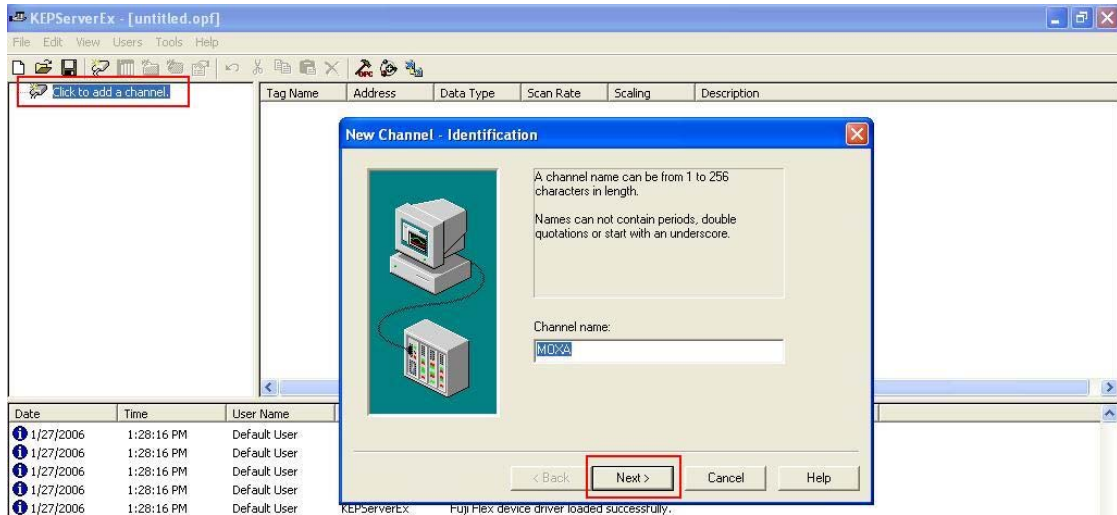 KEPServerEx - [untitled.opf]
File Edit View Users Tools Help
Click to add a channel.
Tag Name Address Data Type Scan Rate Scaling Description
New Channel - Identification
A channel name can be from 1 to 256
characters in length.
Names can not contain periods, double
quotations or start with an underscore.
Channel name:
MOXA
< Back Next > Cancel Help
Date Time User Name
1/27/2006 1:28:16 PM Default User
1/27/2006 1:28:16 PM Default User
1/27/2006 1:28:16 PM Default User
1/27/2006 1:28:16 PM Default User
1/27/2006 1:28:16 PM Default User KEPServerEx Fuji Flex device driver loaded successfully.